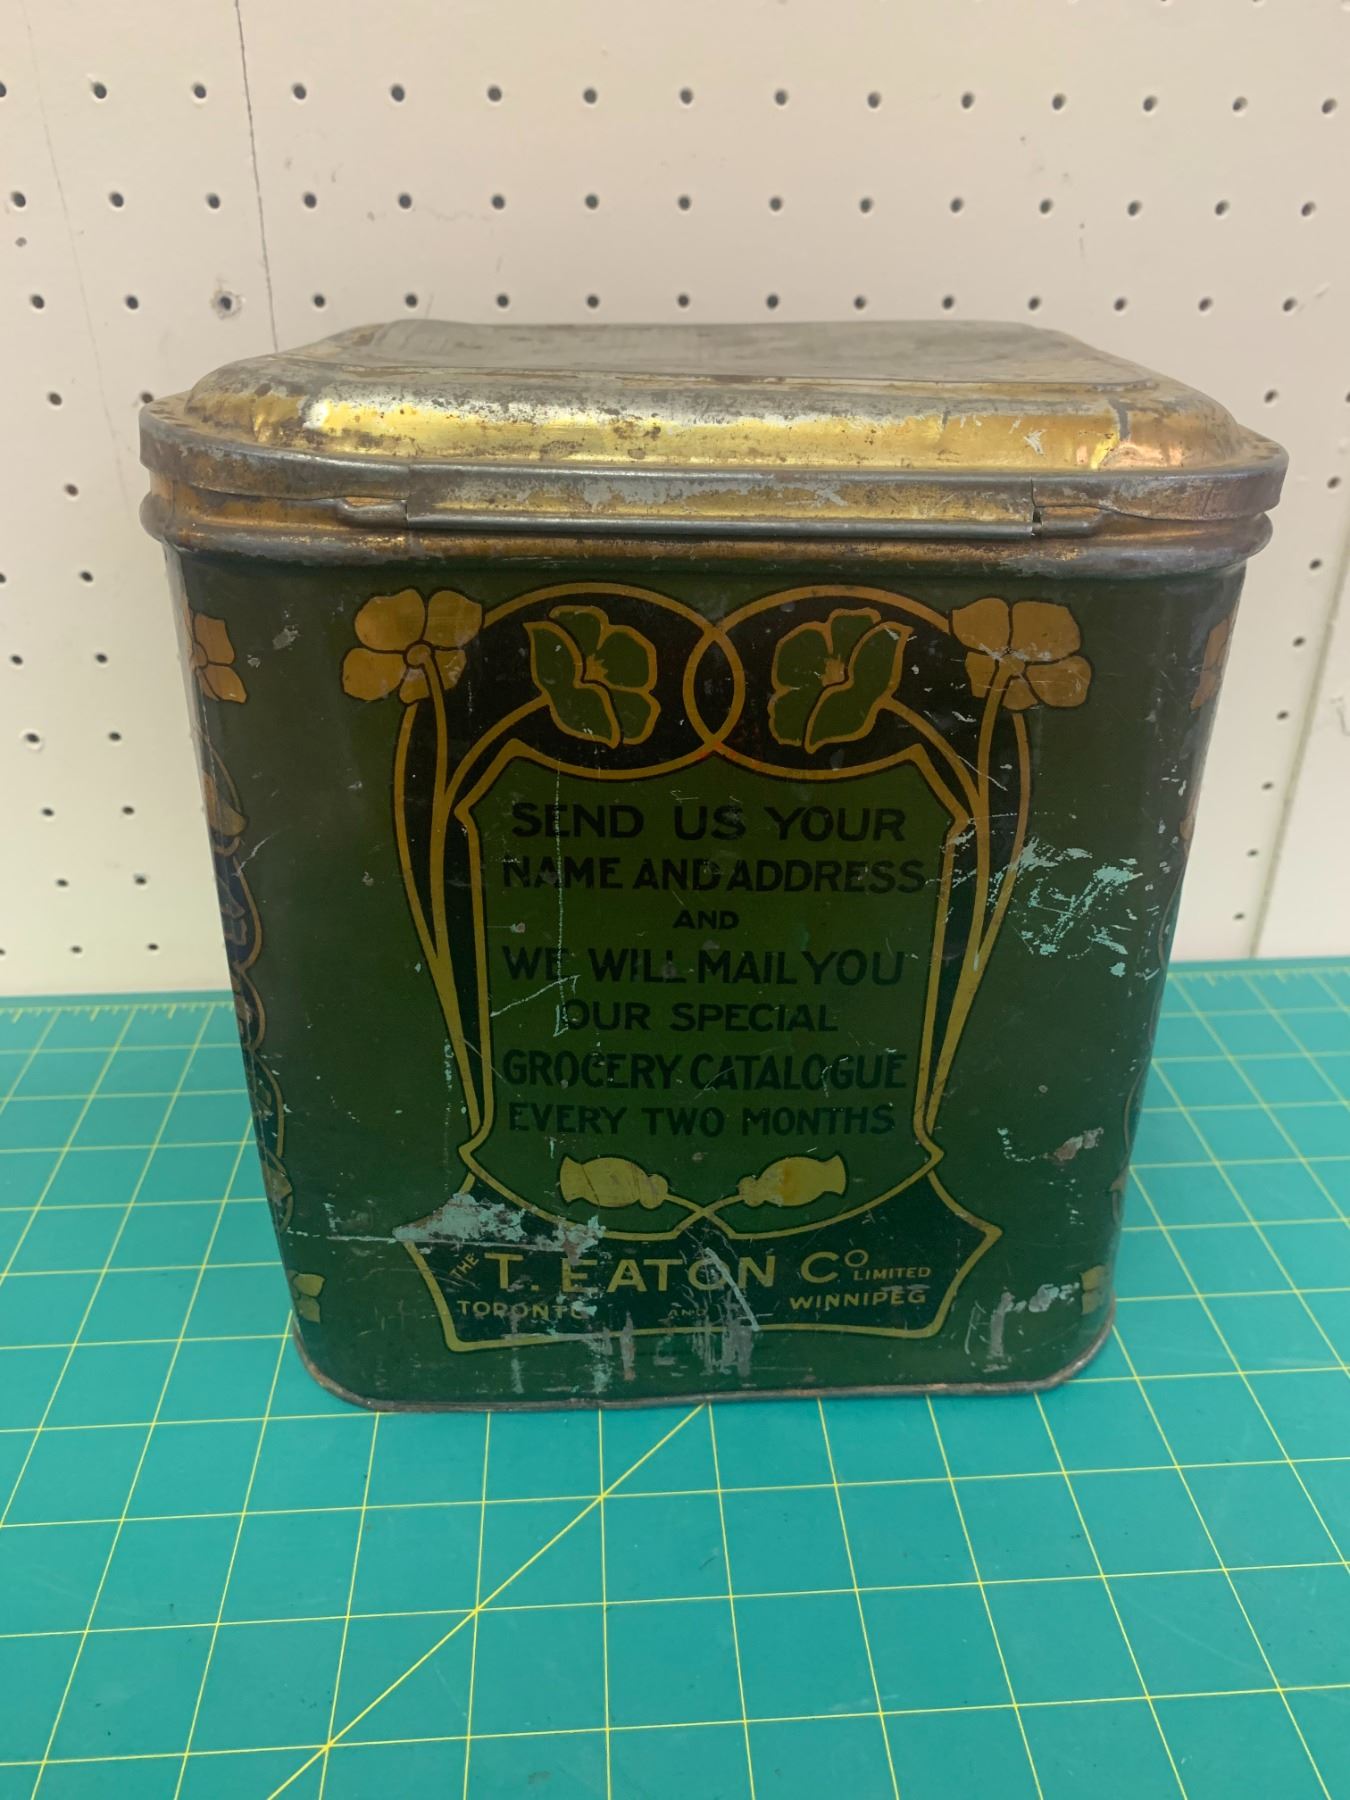 SEND US YOUR
NAME AND ADDRESS
AND
WE WILL MAIL YOU
OUR SPECIAL
GROCERY CATALOGUE
EVERY TWO MONTHS
THE T. EATON CO LIMITED
TORONTO AND WINNIPEG